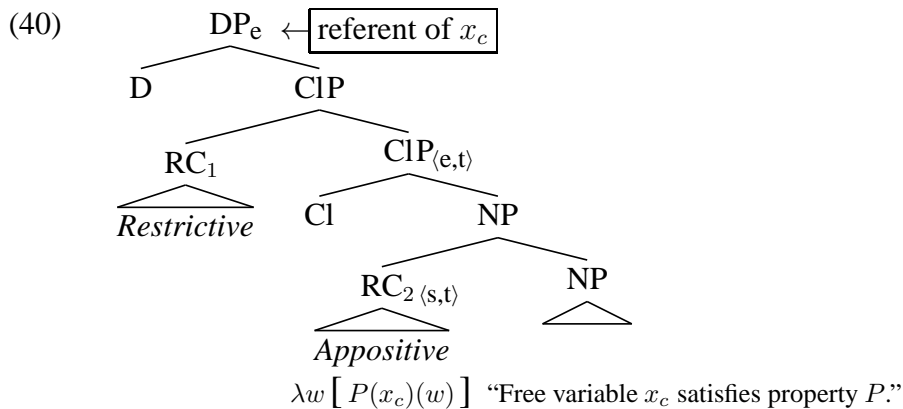 (40) DPe ← referent of x_c
D ClP
RC₁ ClP⟨e,t⟩
Restrictive Cl NP
RC₂ ⟨s,t⟩ NP
Appositive
λw [ P(x_c)(w) ] “Free variable x_c satisfies property P.”